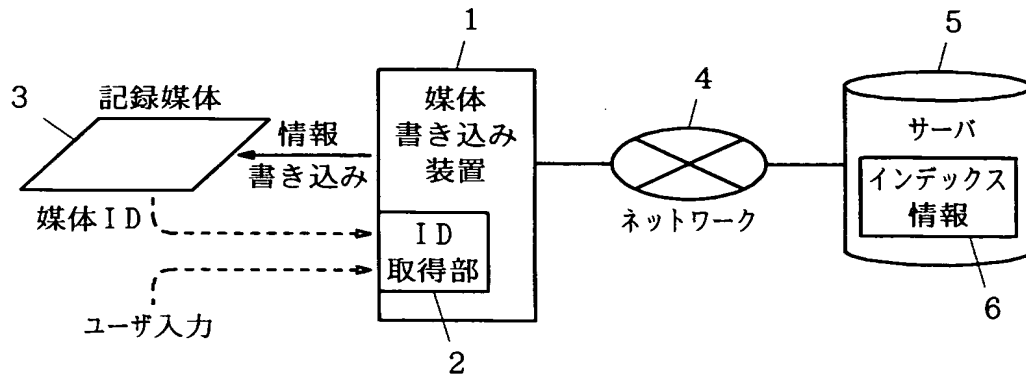 1
5
3
記録媒体
4
情報
書き込み
媒体
書き込み
装置
サーバ
インデックス
情報
媒体ID
ネットワーク
ID
取得部
ユーザ入力
2
6